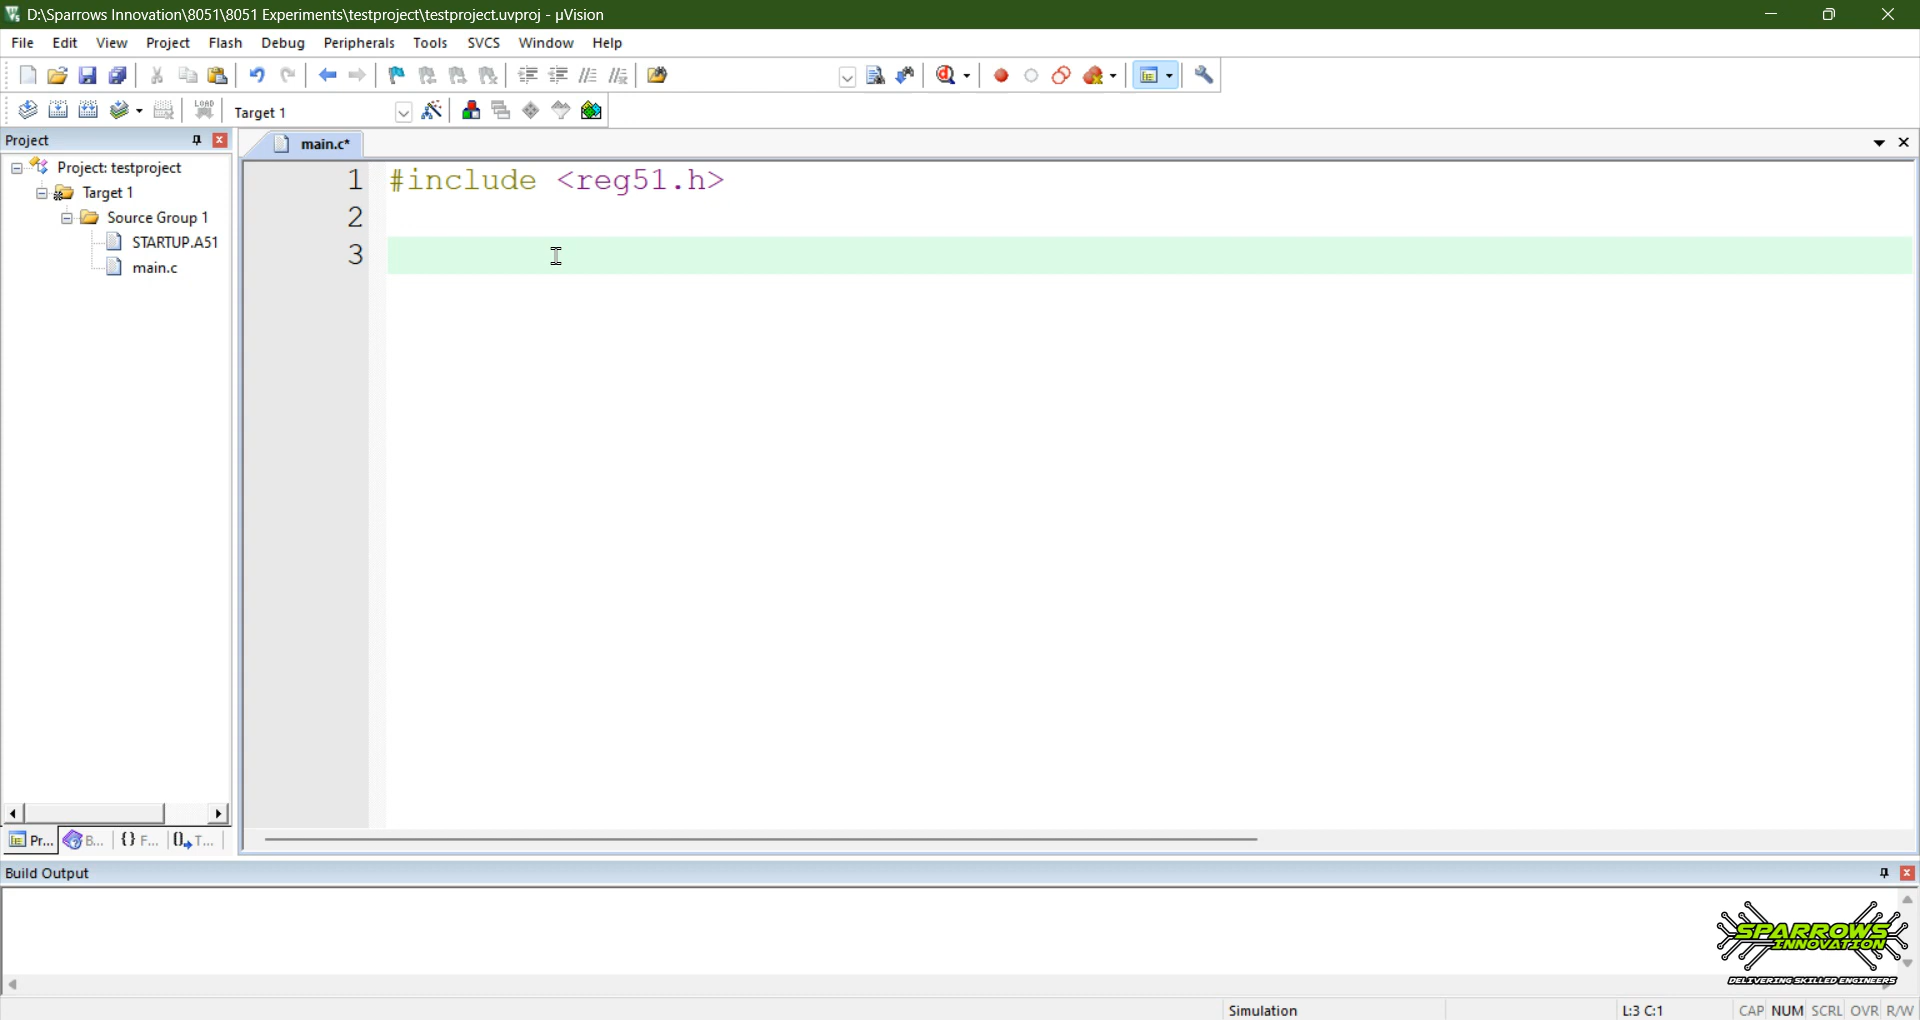 D:\Sparrows Innovation\8051\8051 Experiments\testproject\testproject.uvproj - µVision
File Edit View Project Flash Debug Peripherals Tools SVCS Window Help
LOAD Target 1
Project
main.c*
Project: testproject
Target 1
Source Group 1
STARTUP.A51
main.c
1 #include <reg51.h>
2
3
Pr... B... {} F... T...
Build Output
SPARROWS
INNOVATION
DELIVERING SKILLED ENGINEERS
Simulation L:3 C:1 CAP NUM SCRL OVR R/W